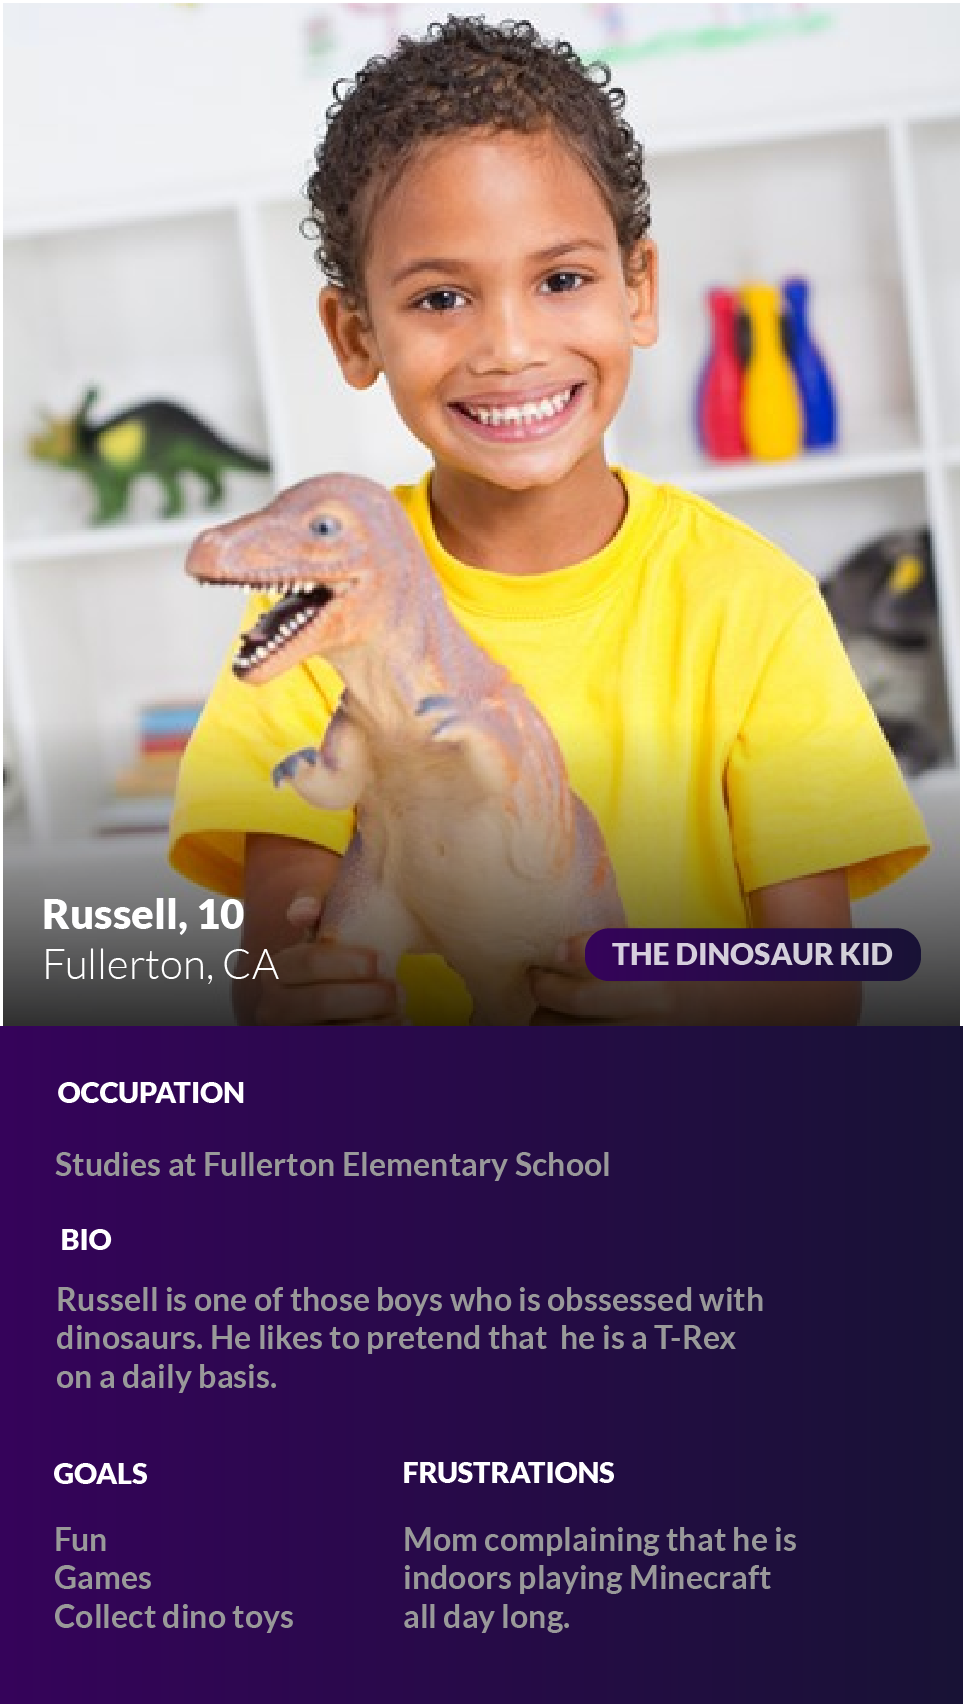 Russell, 10
Fullerton, CA
THE DINOSAUR KID
OCCUPATION
Studies at Fullerton Elementary School
BIO
Russell is one of those boys who is obssessed with
dinosaurs. He likes to pretend that  he is a T-Rex
on a daily basis.
GOALS
Fun
Games
Collect dino toys
FRUSTRATIONS
Mom complaining that he is
indoors playing Minecraft
all day long.